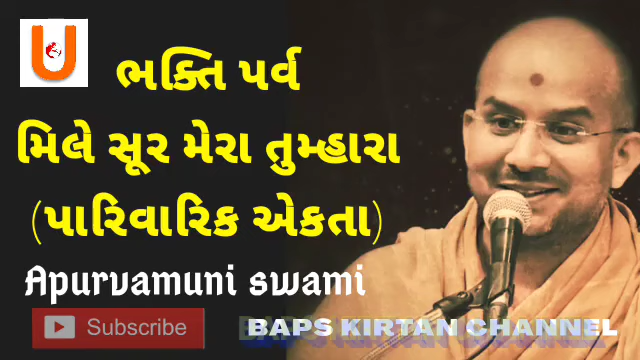 U
ભક્તિ પર્વ
મિલે સૂર મેરા તુમ્હારા
(પારિવારિક એકતા)
Apurvamuni swami
Subscribe
BAPS KIRTAN CHANNEL